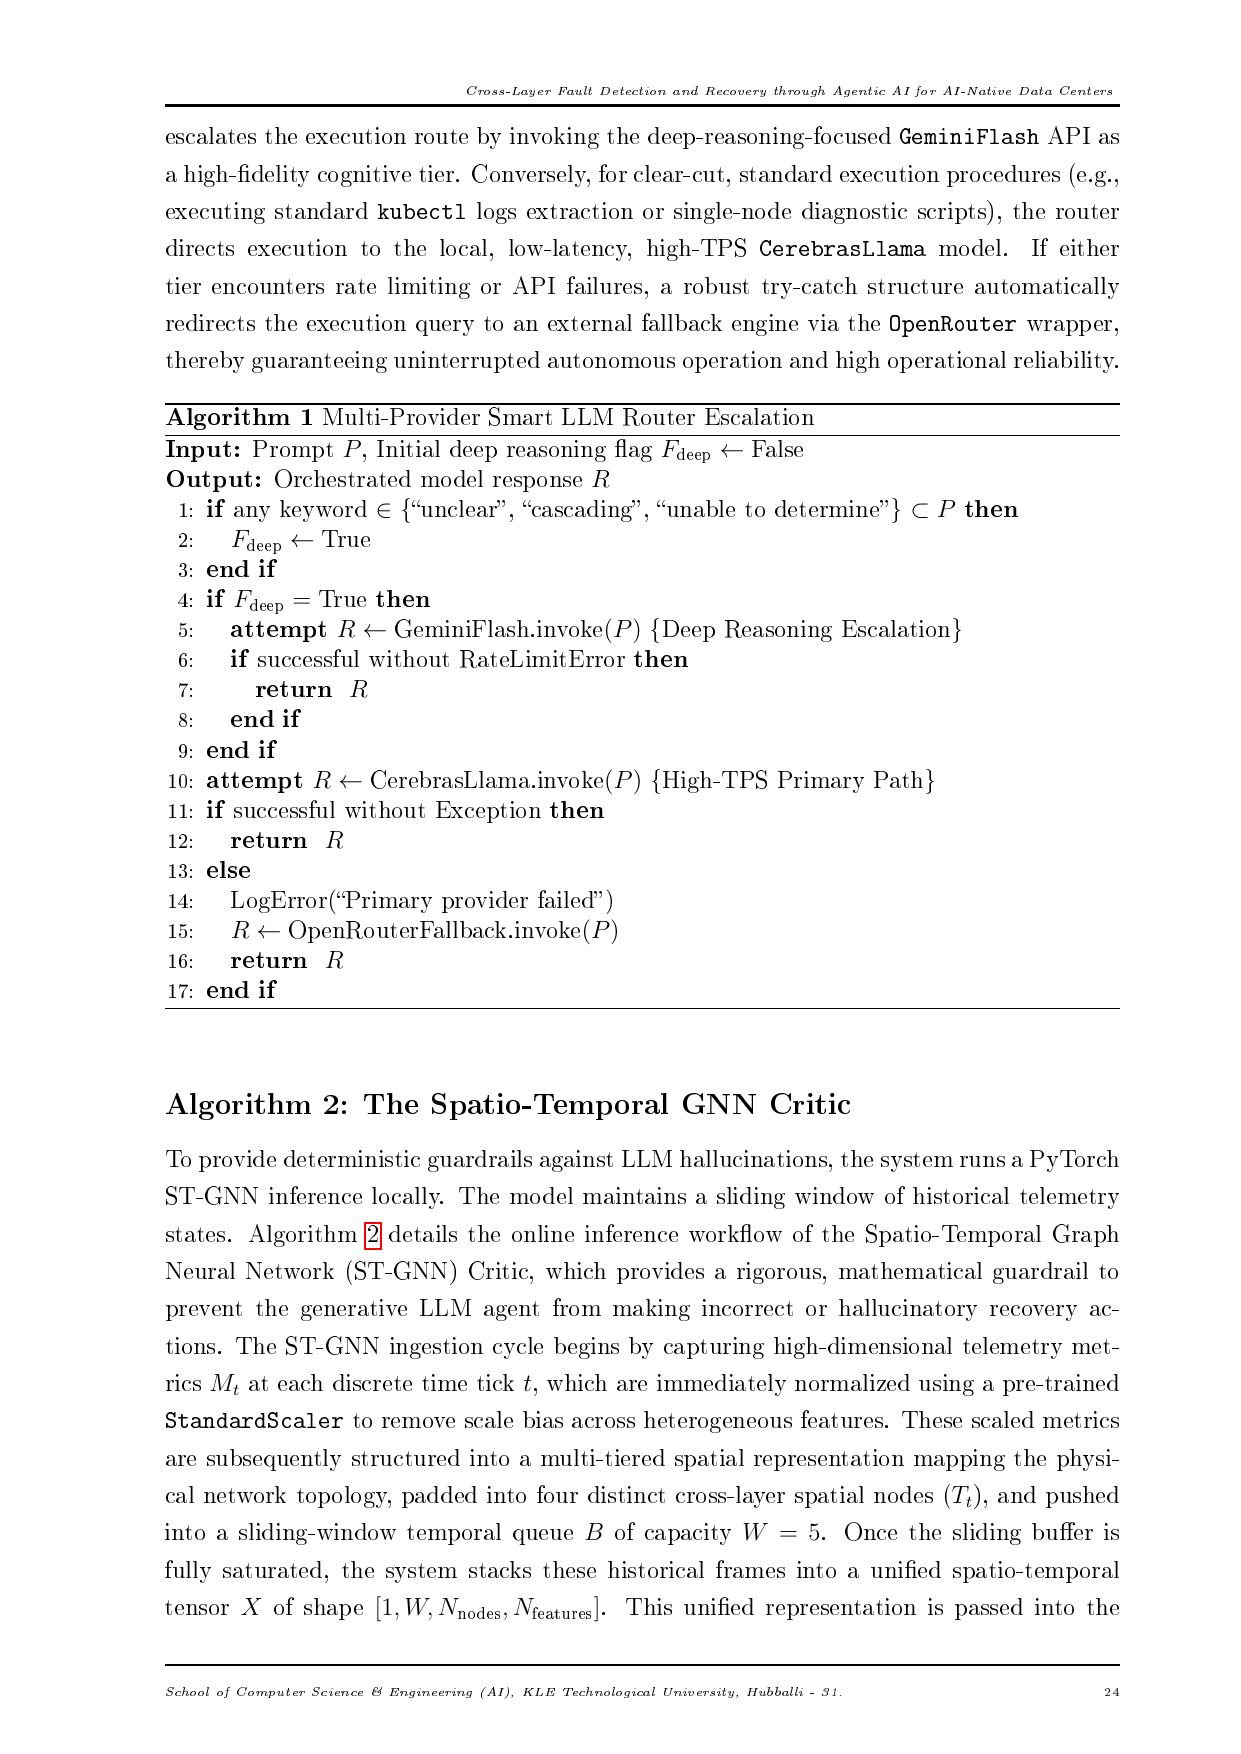 Cross-Layer Fault Detection and Recovery through Agentic AI for AI-Native Data Centers
escalates the execution route by invoking the deep-reasoning-focused GeminiFlash API as
a high-fidelity cognitive tier. Conversely, for clear-cut, standard execution procedures (e.g.,
executing standard kubectl logs extraction or single-node diagnostic scripts), the router
directs execution to the local, low-latency, high-TPS CerebrasLlama model. If either
tier encounters rate limiting or API failures, a robust try-catch structure automatically
redirects the execution query to an external fallback engine via the OpenRouter wrapper,
thereby guaranteeing uninterrupted autonomous operation and high operational reliability.
Algorithm 1 Multi-Provider Smart LLM Router Escalation
Input: Prompt P, Initial deep reasoning flag F_deep ← False
Output: Orchestrated model response R
1: if any keyword ∈ {“unclear”, “cascading”, “unable to determine”} ⊂ P then
2: F_deep ← True
3: end if
4: if F_deep = True then
5: attempt R ← GeminiFlash.invoke(P) {Deep Reasoning Escalation}
6: if successful without RateLimitError then
7: return R
8: end if
9: end if
10: attempt R ← CerebrasLlama.invoke(P) {High-TPS Primary Path}
11: if successful without Exception then
12: return R
13: else
14: LogError(“Primary provider failed”)
15: R ← OpenRouterFallback.invoke(P)
16: return R
17: end if
Algorithm 2: The Spatio-Temporal GNN Critic
To provide deterministic guardrails against LLM hallucinations, the system runs a PyTorch
ST-GNN inference locally. The model maintains a sliding window of historical telemetry
states. Algorithm 2 details the online inference workflow of the Spatio-Temporal Graph
Neural Network (ST-GNN) Critic, which provides a rigorous, mathematical guardrail to
prevent the generative LLM agent from making incorrect or hallucinatory recovery ac-
tions. The ST-GNN ingestion cycle begins by capturing high-dimensional telemetry met-
rics M_t at each discrete time tick t, which are immediately normalized using a pre-trained
StandardScaler to remove scale bias across heterogeneous features. These scaled metrics
are subsequently structured into a multi-tiered spatial representation mapping the physi-
cal network topology, padded into four distinct cross-layer spatial nodes (T_t), and pushed
into a sliding-window temporal queue B of capacity W = 5. Once the sliding buffer is
fully saturated, the system stacks these historical frames into a unified spatio-temporal
tensor X of shape [1, W, N_nodes, N_features]. This unified representation is passed into the
School of Computer Science & Engineering (AI), KLE Technological University, Hubballi - 31.
24